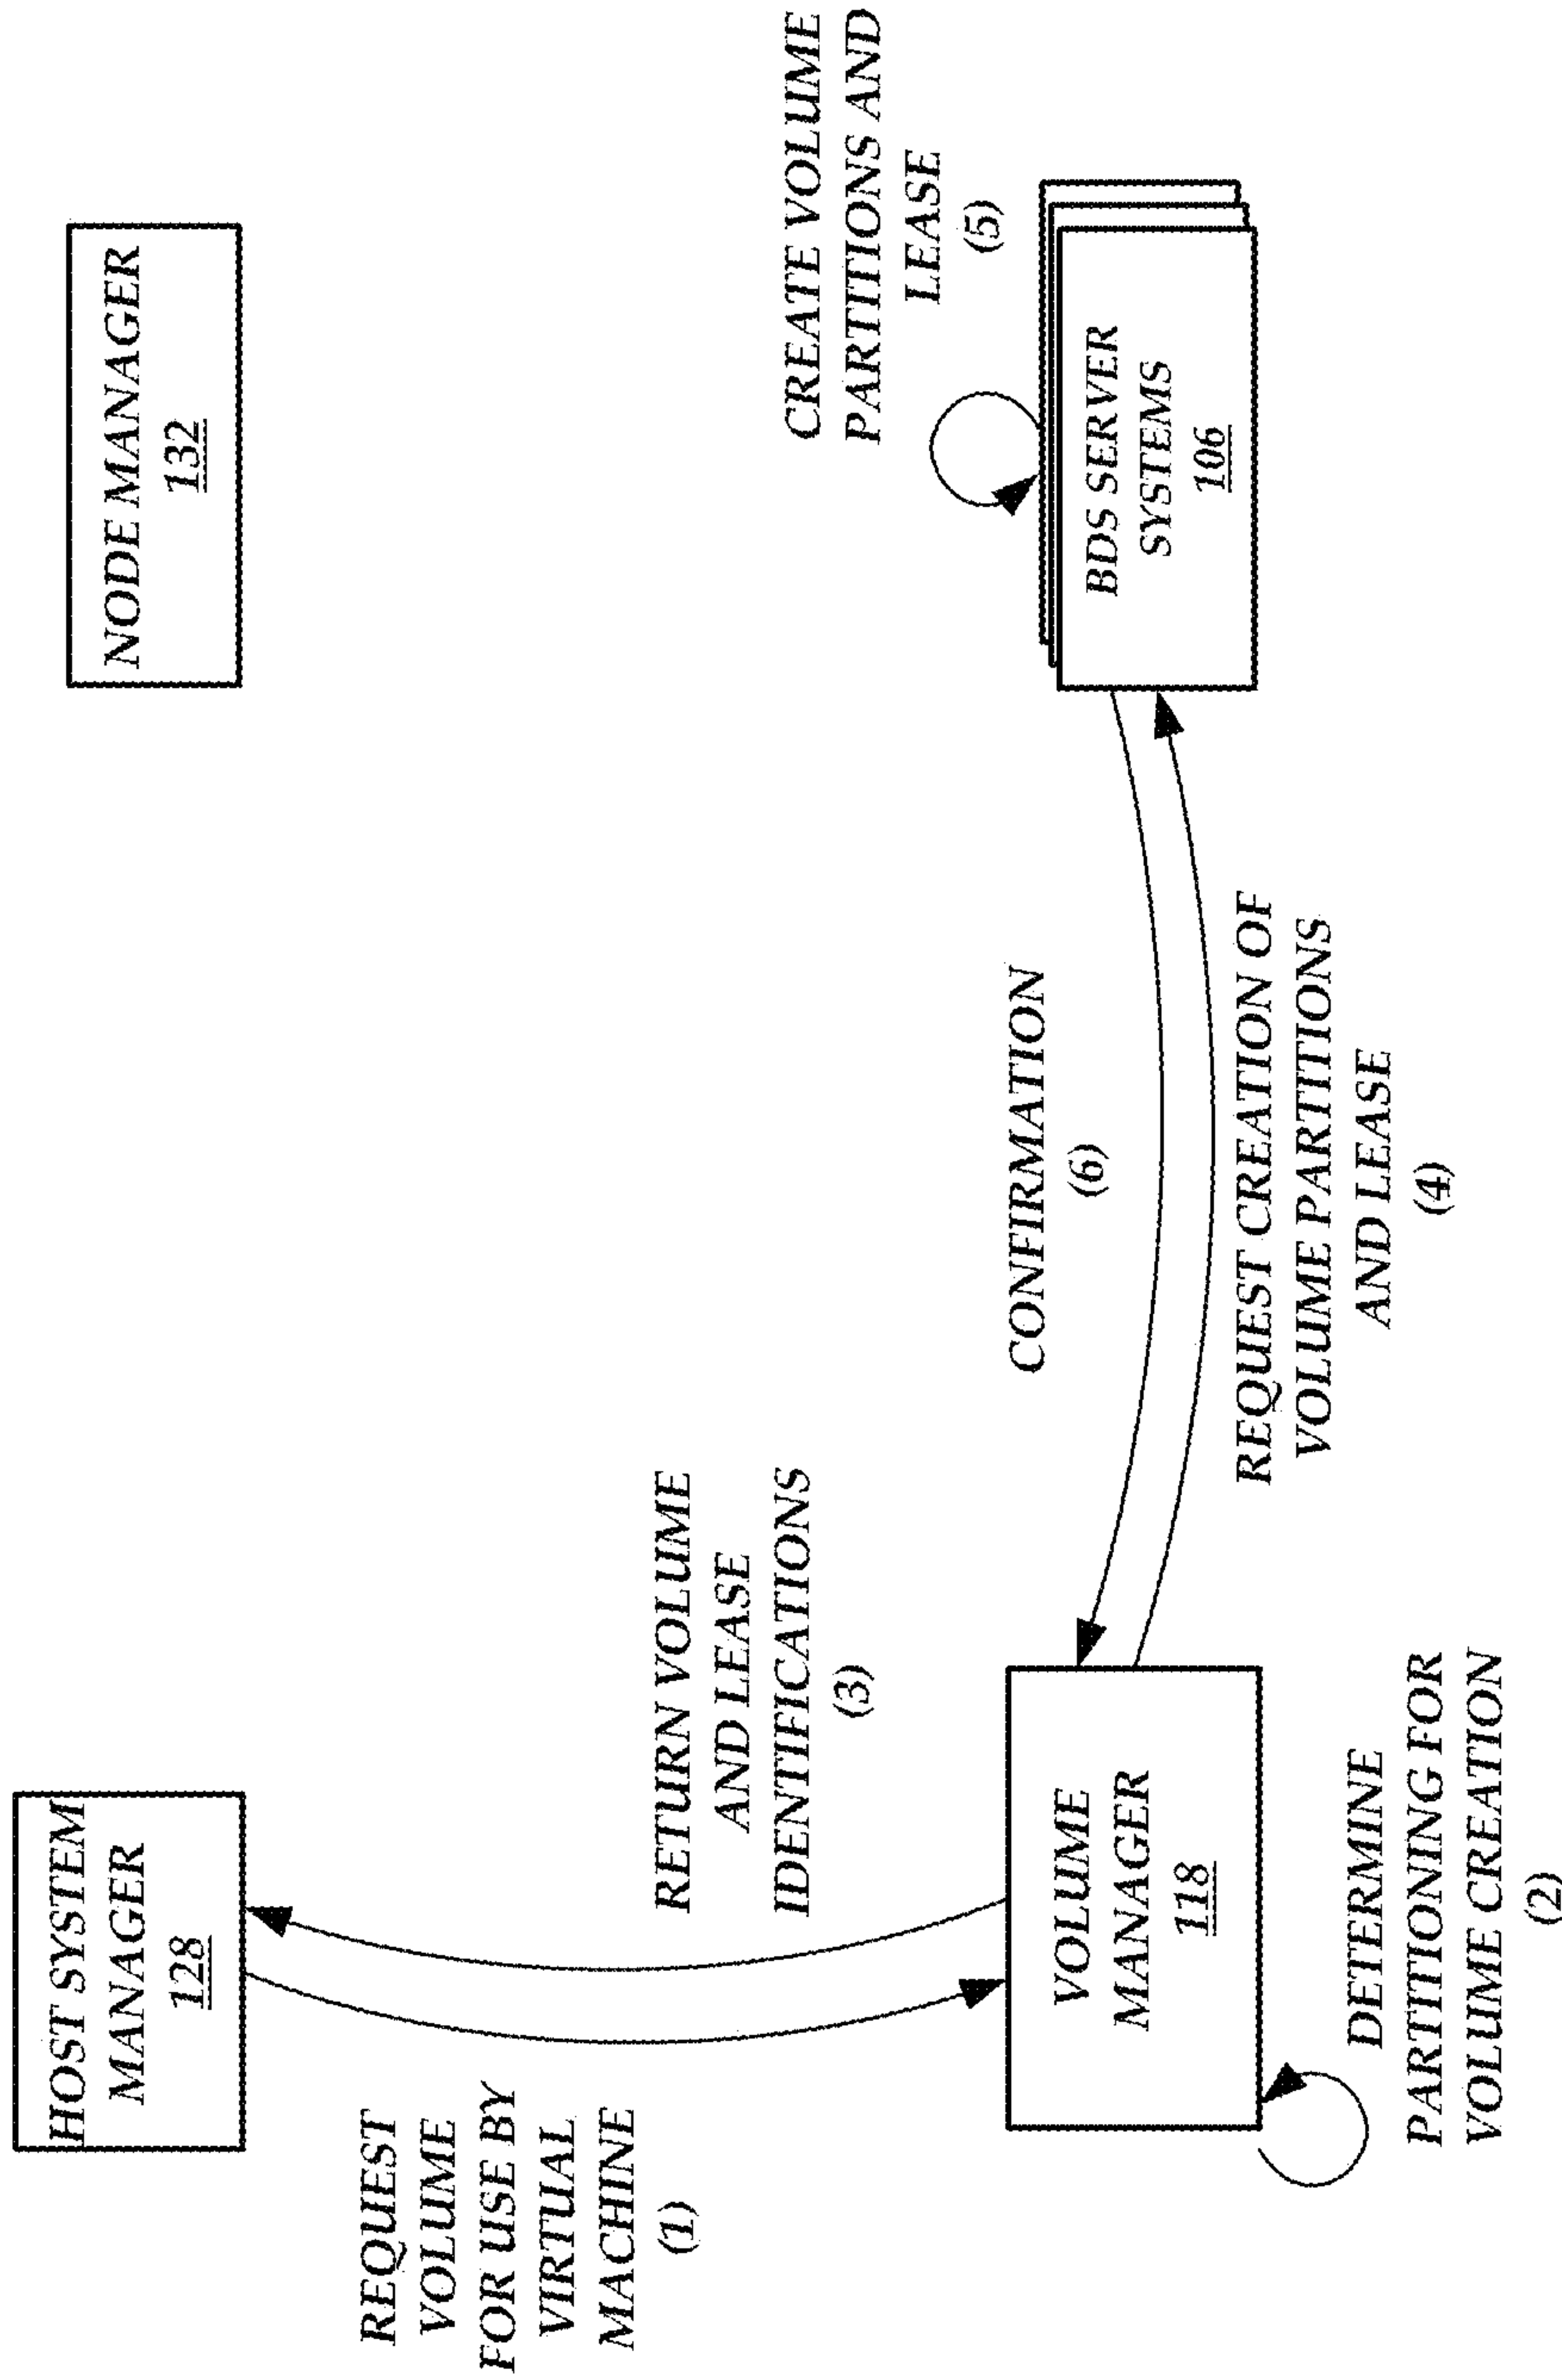 HOST SYSTEM
MANAGER
128
NODE MANAGER
132
REQUEST
VOLUME
FOR USE BY
VIRTUAL
MACHINE
(1)
RETURN VOLUME
AND LEASE
IDENTIFICATIONS
(3)
CREATE VOLUME
PARTITIONS AND
LEASE
(5)
VOLUME
MANAGER
118
CONFIRMATION
(6)
BDS SERVER
SYSTEMS
106
REQUEST CREATION OF
VOLUME PARTITIONS
AND LEASE
(4)
DETERMINE
PARTITIONING FOR
VOLUME CREATION
(2)